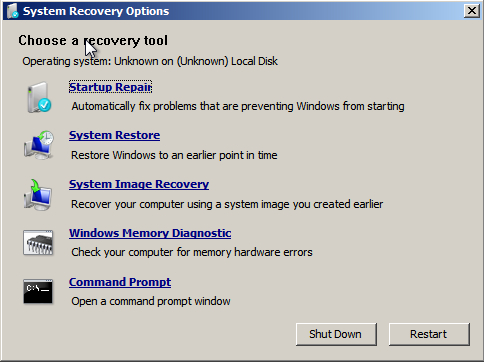 System Recovery Options
Choose a recovery tool
Operating system: Unknown on (Unknown) Local Disk
Startup Repair
Automatically fix problems that are preventing Windows from starting
System Restore
Restore Windows to an earlier point in time
System Image Recovery
Recover your computer using a system image you created earlier
Windows Memory Diagnostic
Check your computer for memory hardware errors
C:\_
Command Prompt
Open a command prompt window
Shut Down
Restart